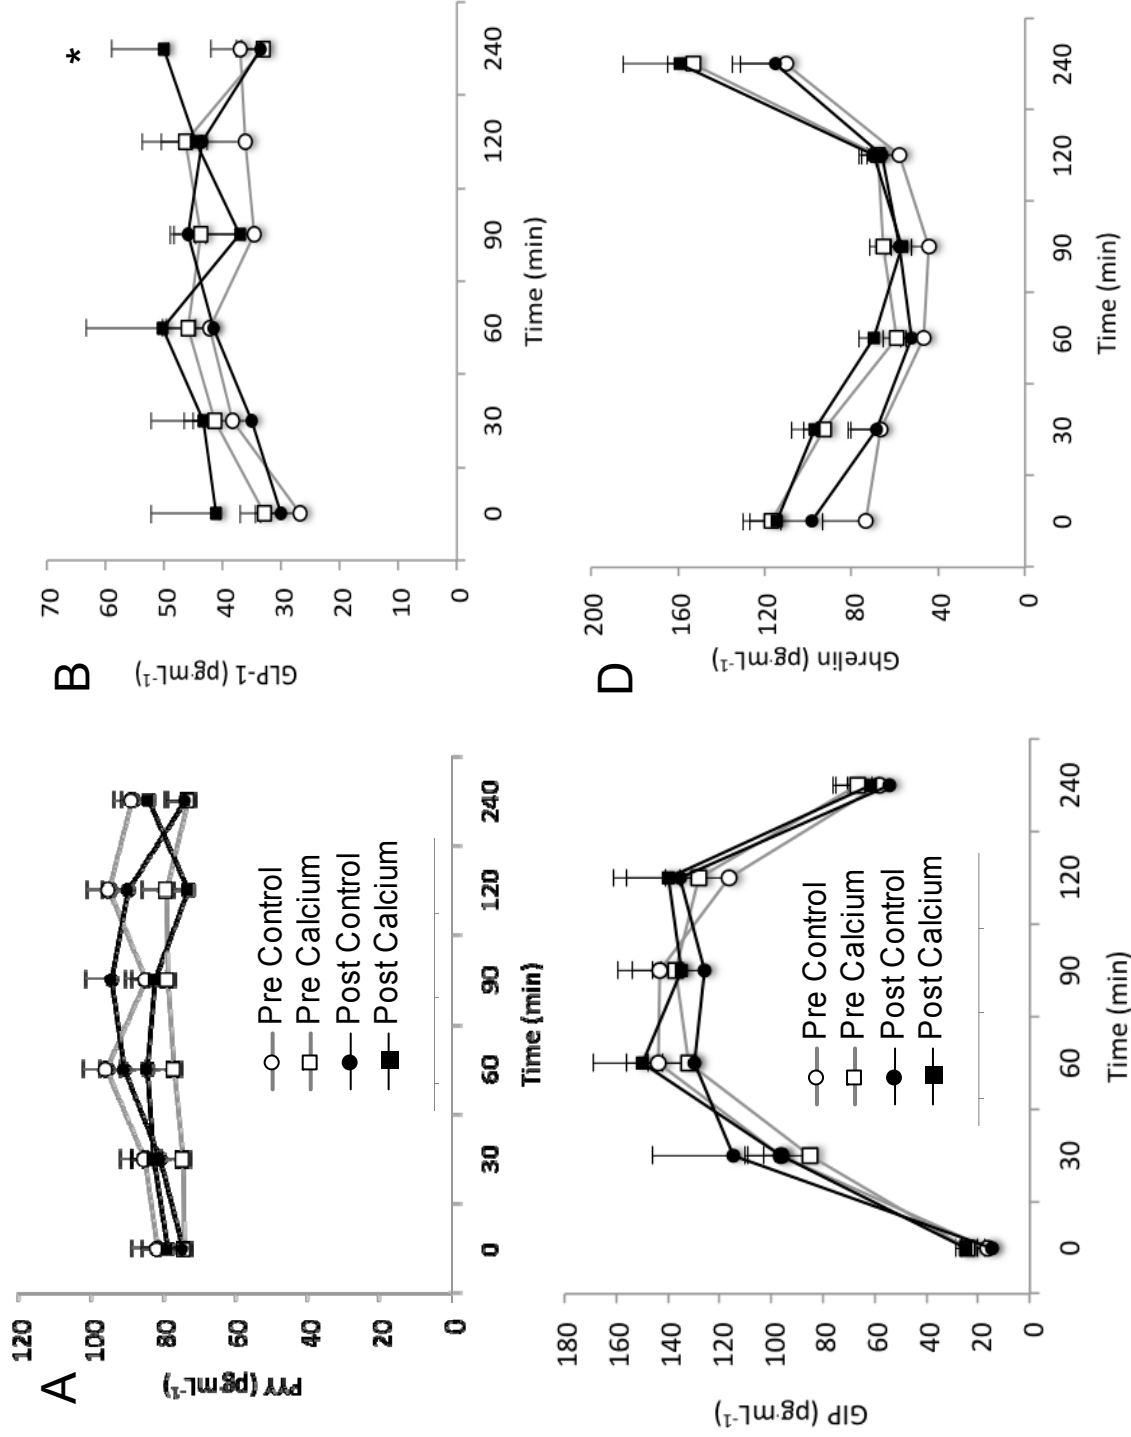 A
PYY (pg·mL⁻¹)
120
100
80
60
40
20
0
0 30 60 90 120 240
Time (min)
Pre Control
Pre Calcium
Post Control
Post Calcium
B
*
GLP-1 (pg·mL⁻¹)
70
60
50
40
30
0
0 30 60 90 120 240
Time (min)
GIP (pg·mL⁻¹)
180
160
140
120
100
80
60
40
20
0
0 30 60 90 120 240
Time (min)
Pre Control
Pre Calcium
Post Control
Post Calcium
D
Ghrelin (pg·mL⁻¹)
200
160
120
80
40
0
0 30 60 90 120 240
Time (min)